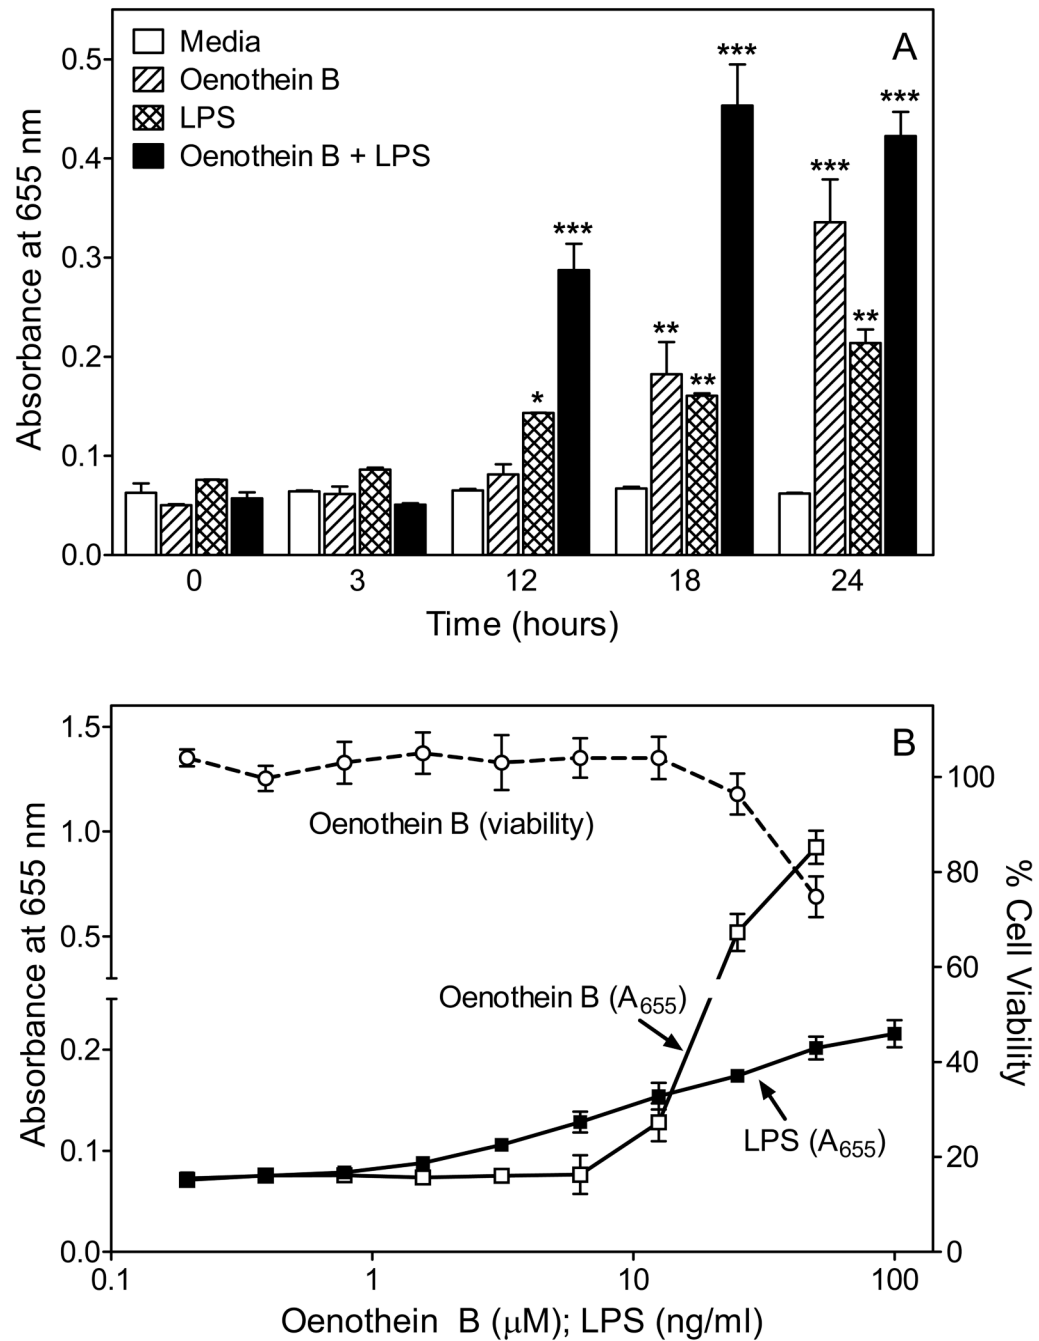 A
Media
Oenothein B
LPS
Oenothein B + LPS
Absorbance at 655 nm
0.5
0.4
0.3
0.2
0.1
0.0
*
***
**
**
***
***
**
***
0 3 12 18 24
Time (hours)
B
1.5
1.0
0.5
0.2
0.1
0.0
Absorbance at 655 nm
Oenothein B (viability)
Oenothein B (A655)
LPS (A655)
100
80
60
40
20
0
% Cell Viability
0.1 1 10 100
Oenothein B (μM); LPS (ng/ml)